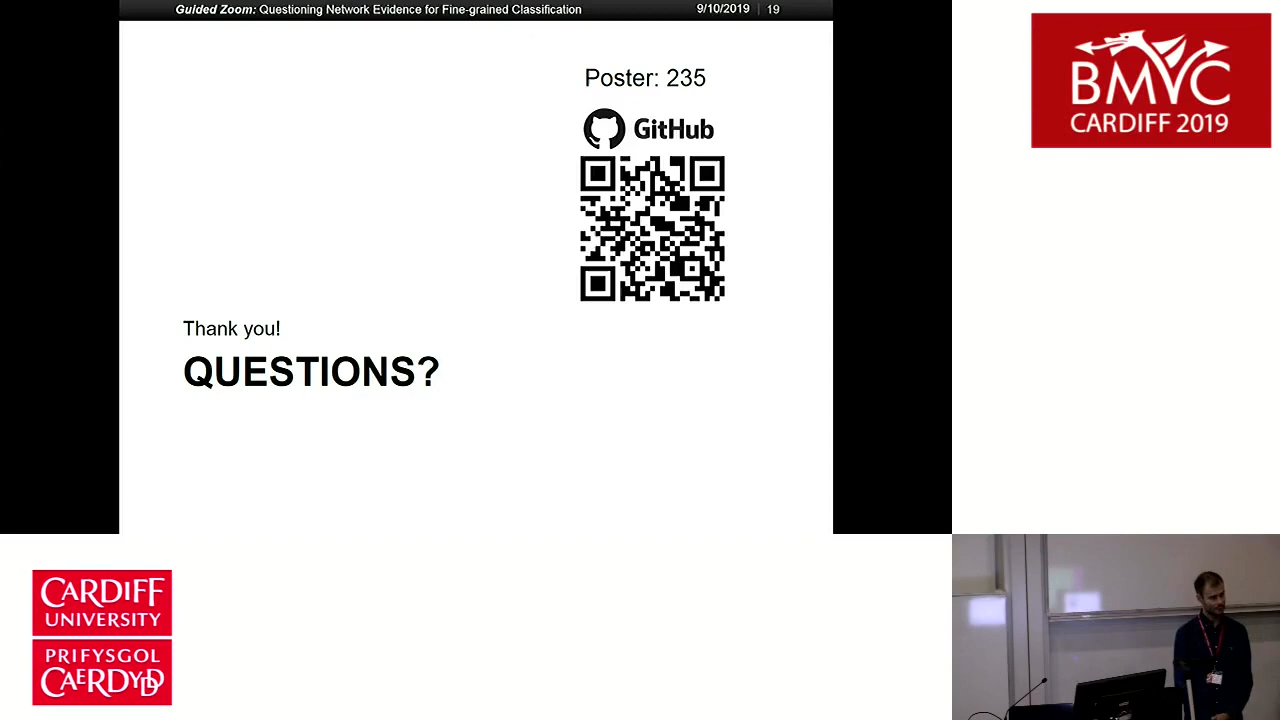 Guided Zoom: Questioning Network Evidence for Fine-grained Classification
9/10/2019 | 19
Poster: 235
GitHub
Thank you!
QUESTIONS?
BMVC
CARDIFF 2019
CARDIFF
UNIVERSITY
PRIFYSGOL
CAERDYDD